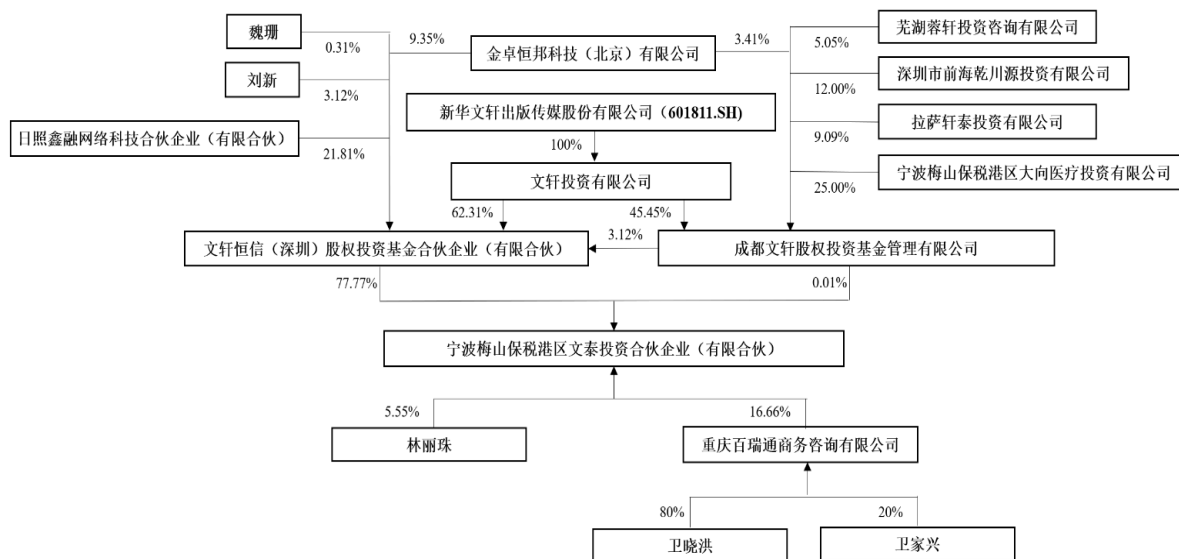 魏珊
0.31%
9.35%
金卓恒邦科技（北京）有限公司
3.41%
芜湖蓉轩投资咨询有限公司
5.05%
刘新
3.12%
深圳市前海乾川源投资有限公司
12.00%
新华文轩出版传媒股份有限公司（601811.SH)
100%
拉萨轩泰投资有限公司
9.09%
日照鑫融网络科技合伙企业（有限合伙）
21.81%
文轩投资有限公司
宁波梅山保税港区大向医疗投资有限公司
25.00%
62.31%
45.45%
文轩恒信（深圳）股权投资基金合伙企业（有限合伙）
3.12%
成都文轩股权投资基金管理有限公司
77.77%
0.01%
宁波梅山保税港区文泰投资合伙企业（有限合伙）
5.55%
16.66%
林丽珠
重庆百瑞通商务咨询有限公司
80%
20%
卫晓洪
卫家兴